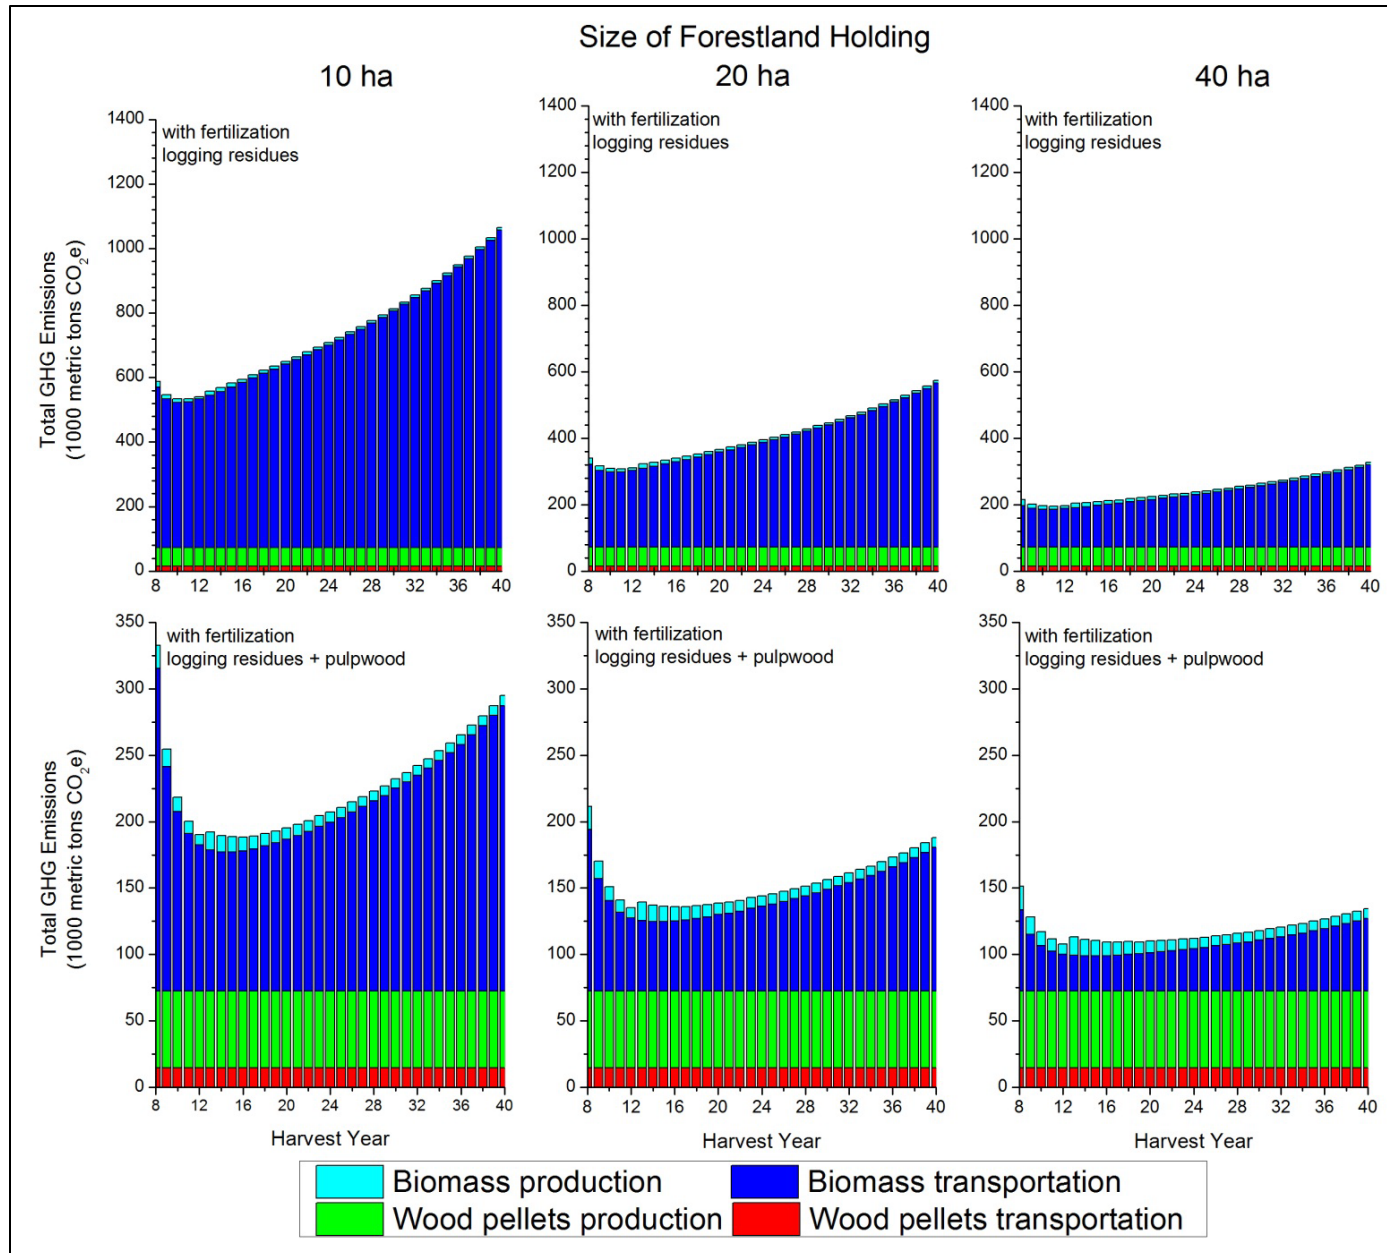 Size of Forestland Holding
10 ha
20 ha
40 ha
Total GHG Emissions
(1000 metric tons CO₂e)
1400
1200
1000
800
600
400
200
0
with fertilization
logging residues
8 12 16 20 24 28 32 36 40
1400
1200
1000
800
600
400
200
0
with fertilization
logging residues
8 12 16 20 24 28 32 36 40
1400
1200
1000
800
600
400
200
0
with fertilization
logging residues
8 12 16 20 24 28 32 36 40
Total GHG Emissions
(1000 metric tons CO₂e)
350
300
250
200
150
100
50
0
with fertilization
logging residues + pulpwood
8 12 16 20 24 28 32 36 40
Harvest Year
350
300
250
200
150
100
50
0
with fertilization
logging residues + pulpwood
8 12 16 20 24 28 32 36 40
Harvest Year
350
300
250
200
150
100
50
0
with fertilization
logging residues + pulpwood
8 12 16 20 24 28 32 36 40
Harvest Year
Biomass production
Biomass transportation
Wood pellets production
Wood pellets transportation